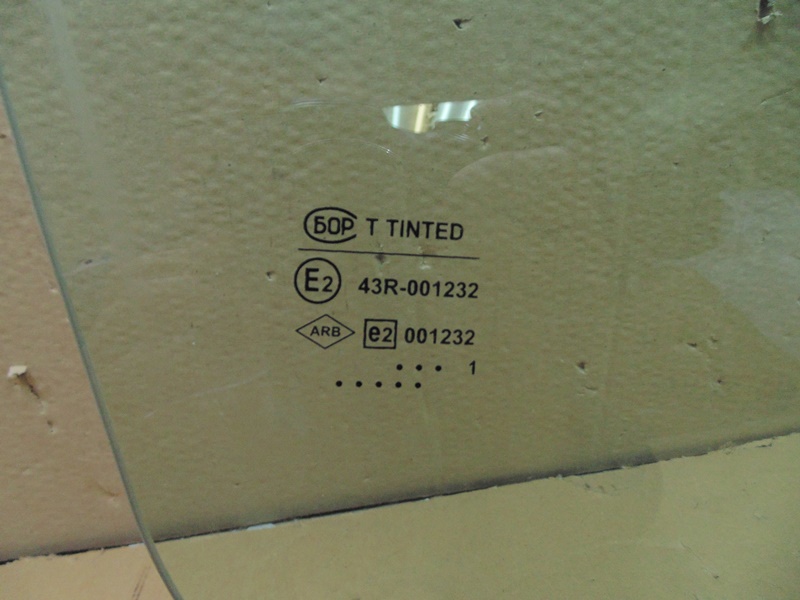 БОР T TINTED
E2 43R-001232
ARB e2 001232
... 1
.....